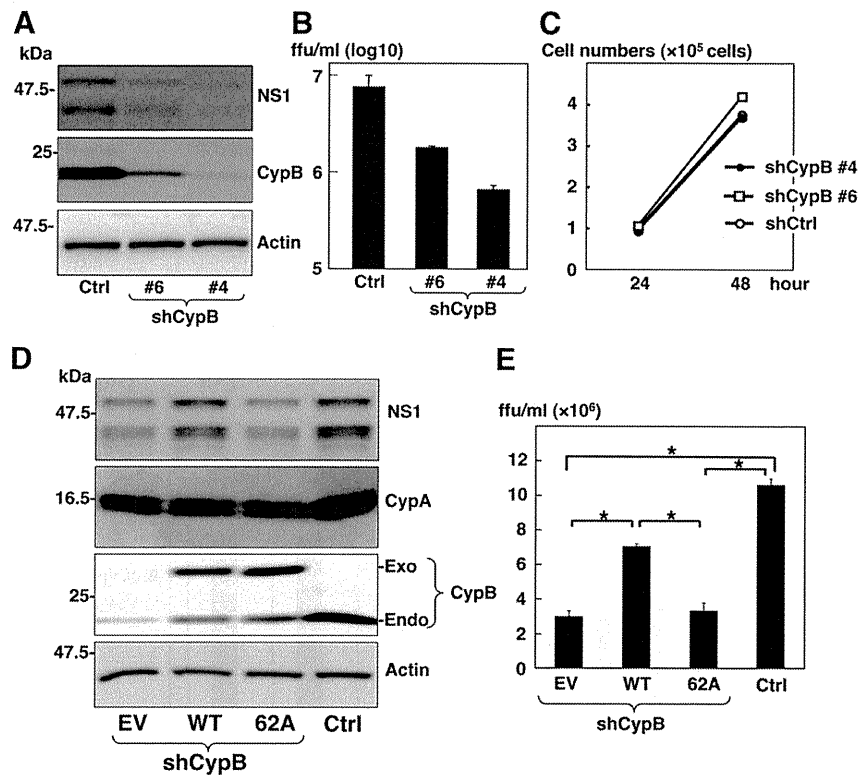 A
kDa
47.5-
NS1
25-
CypB
47.5-
Actin
Ctrl #6 #4
shCypB
B
ffu/ml (log10)
7
6
5
Ctrl #6 #4
shCypB
C
Cell numbers (×10⁵ cells)
4
3
2
1
0
24 48 hour
shCypB #4
shCypB #6
shCtrl
D
kDa
47.5-
NS1
16.5-
CypA
-Exo
25-
CypB
-Endo
47.5-
Actin
EV WT 62A Ctrl
shCypB
E
ffu/ml (×10⁶)
12
10
8
6
4
2
0
*
*
* *
EV WT 62A Ctrl
shCypB